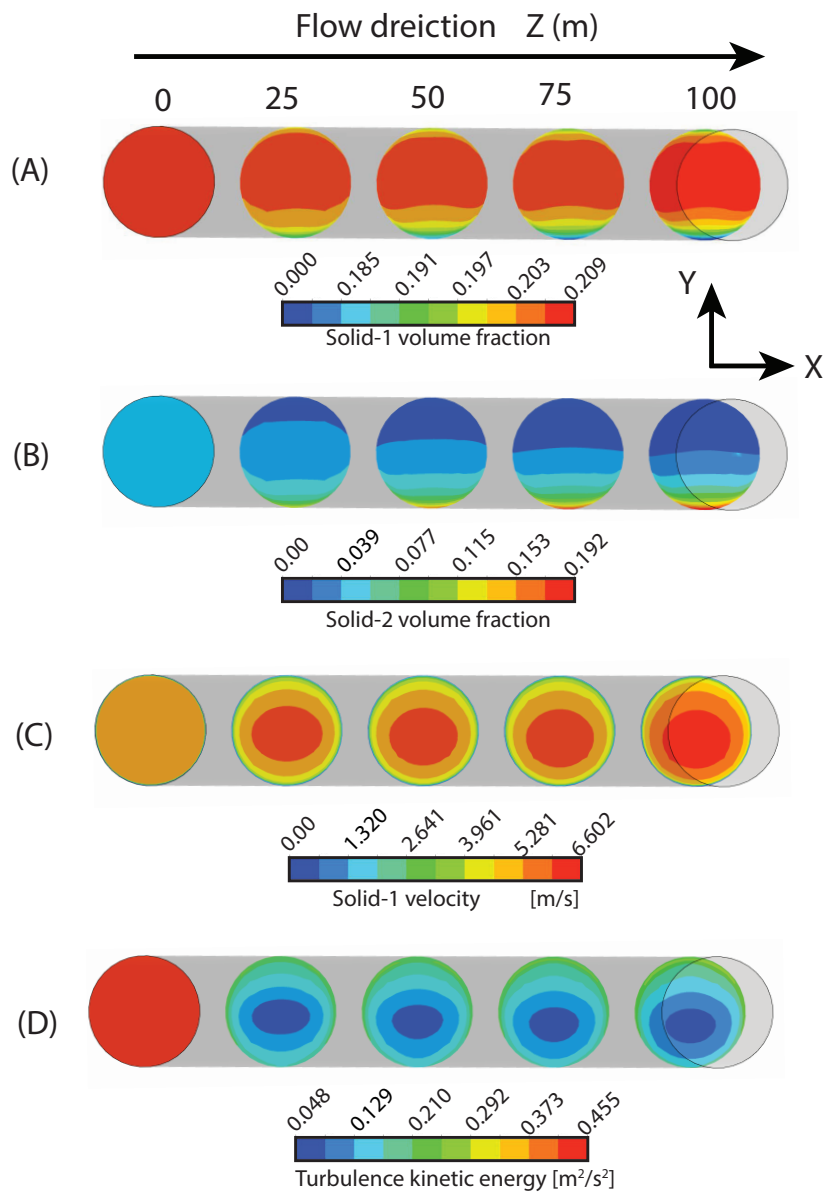 Flow dreiction Z (m)
0 25 50 75 100
(A)
0.000 0.185 0.191 0.197 0.203 0.209
Solid-1 volume fraction
Y
X
(B)
0.00 0.039 0.077 0.115 0.153 0.192
Solid-2 volume fraction
(C)
0.00 1.320 2.641 3.961 5.281 6.602
Solid-1 velocity [m/s]
(D)
0.048 0.129 0.210 0.292 0.373 0.455
Turbulence kinetic energy [m²/s²]